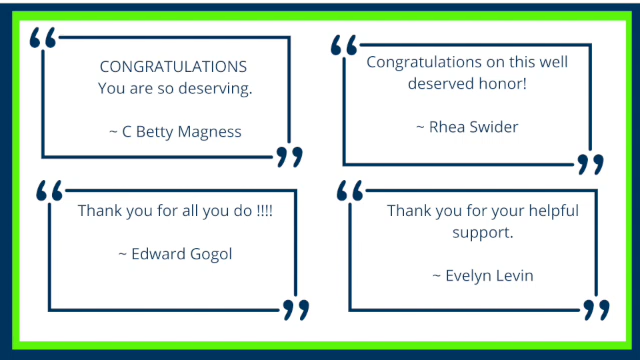 CONGRATULATIONS
You are so deserving.
~ C Betty Magness
Congratulations on this well
deserved honor!
~ Rhea Swider
Thank you for all you do !!!!
~ Edward Gogol
Thank you for your helpful
support.
~ Evelyn Levin